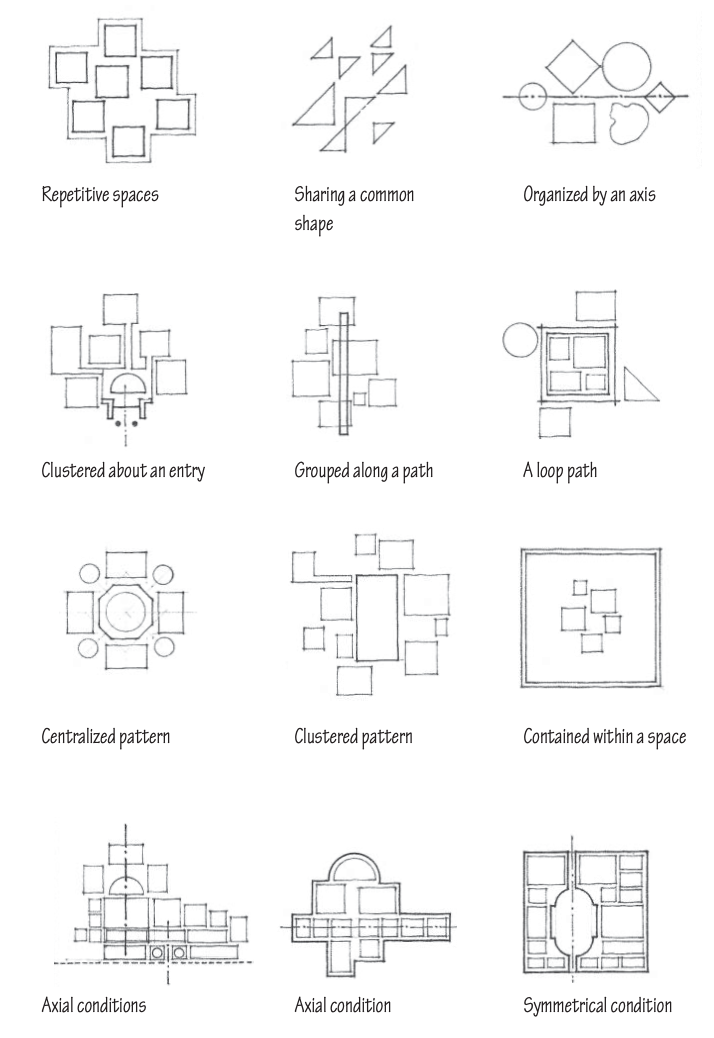 Repetitive spaces
Sharing a common
shape
Organized by an axis
Clustered about an entry
Grouped along a path
A loop path
Centralized pattern
Clustered pattern
Contained within a space
Axial conditions
Axial condition
Symmetrical condition